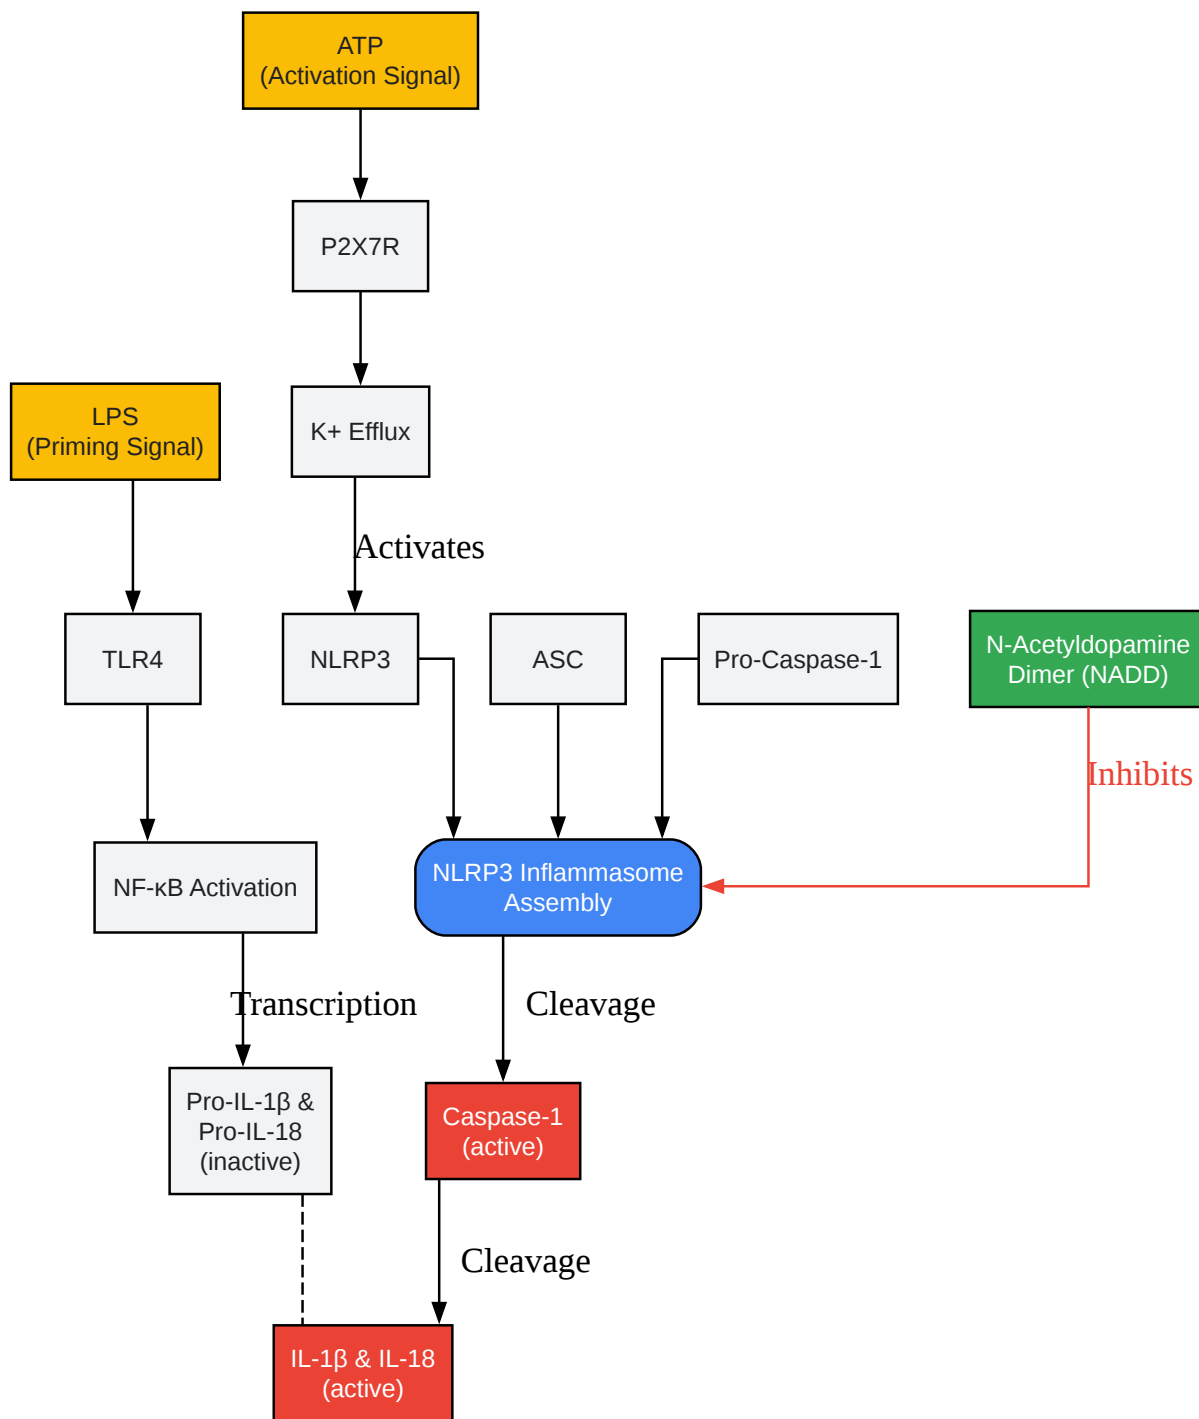 ATP
(Activation Signal)
P2X7R
LPS
(Priming Signal)
K+ Efflux
Activates
TLR4
NLRP3
ASC
Pro-Caspase-1
N-Acetyldopamine
Dimer (NADD)
Inhibits
NF-κB Activation
NLRP3 Inflammasome
Assembly
Transcription
Cleavage
Pro-IL-1β &
Pro-IL-18
(inactive)
Caspase-1
(active)
Cleavage
IL-1β & IL-18
(active)